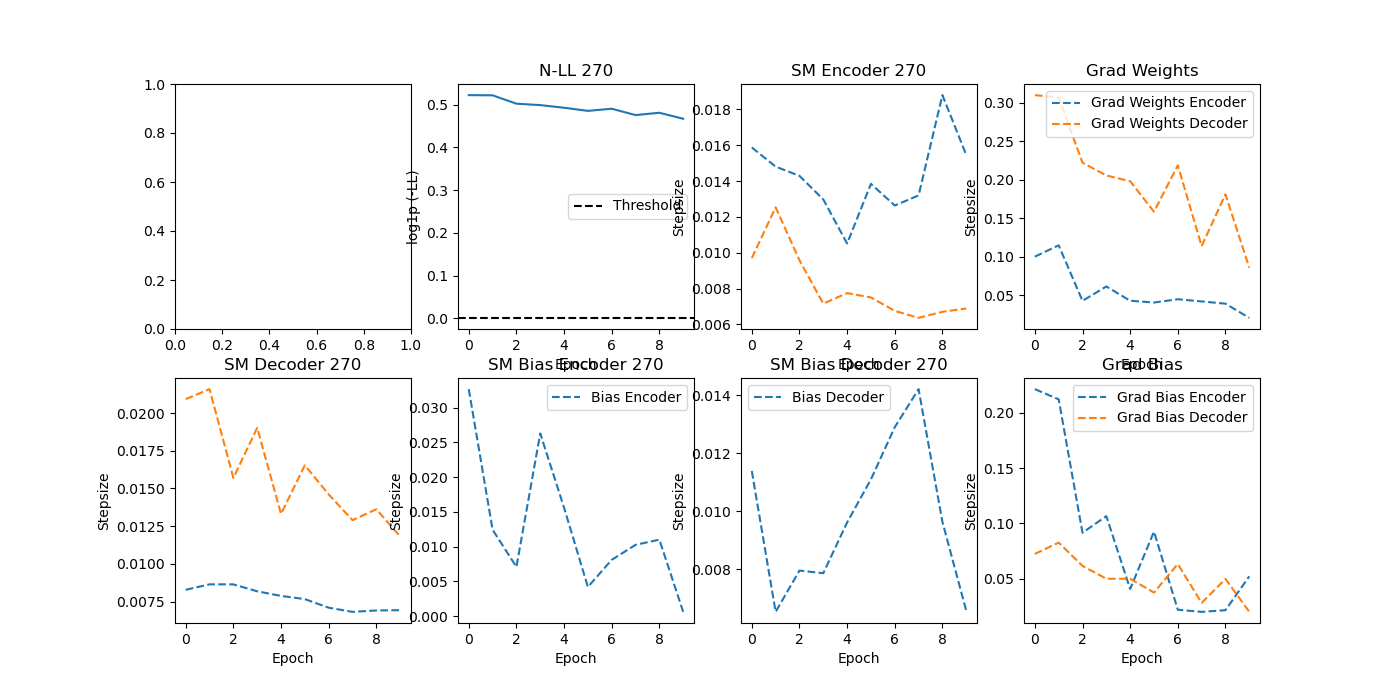 1.0
0.8
0.6
0.4
0.2
0.0
0.0 0.2 0.4 0.6 0.8 1.0
N-LL 270
log1p (-LL)
0.5
0.4
0.3
0.2
0.1
0.0
Threshold
0 2 4 6 8
Epoch
SM Encoder 270
Stepsize
0.018
0.016
0.014
0.012
0.010
0.008
0.006
0 2 4 6 8
Epoch
Grad Weights
Stepsize
0.30
0.25
0.20
0.15
0.10
0.05
Grad Weights Encoder
Grad Weights Decoder
0 2 4 6 8
Epoch
SM Decoder 270
Stepsize
0.0200
0.0175
0.0150
0.0125
0.0100
0.0075
0 2 4 6 8
Epoch
SM Bias Encoder 270
Stepsize
0.030
0.025
0.020
0.015
0.010
0.005
0.000
Bias Encoder
0 2 4 6 8
Epoch
SM Bias Decoder 270
Stepsize
0.014
0.012
0.010
0.008
Bias Decoder
0 2 4 6 8
Epoch
Grad Bias
Stepsize
0.20
0.15
0.10
0.05
Grad Bias Encoder
Grad Bias Decoder
0 2 4 6 8
Epoch